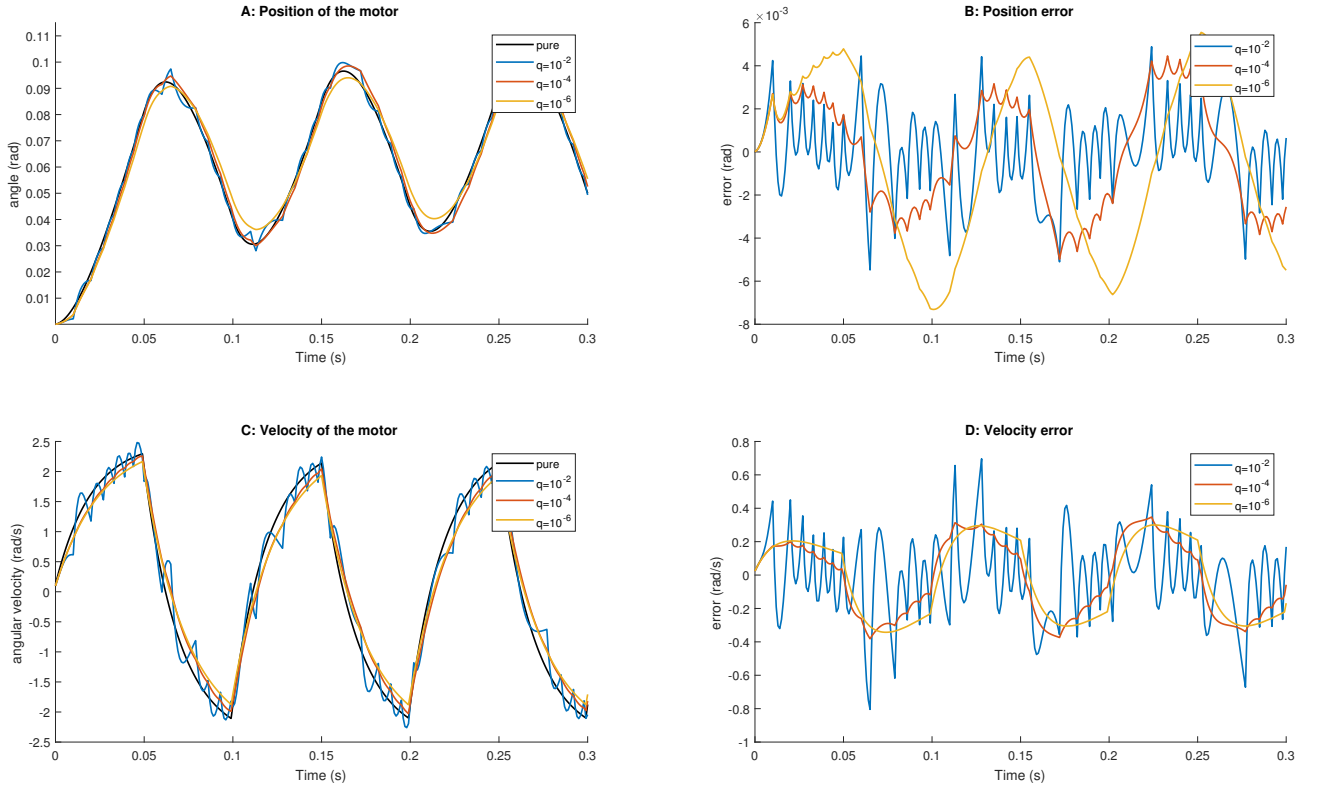 A: Position of the motor
angle (rad)
0.11
0.1
0.09
0.08
0.07
0.06
0.05
0.04
0.03
0.02
0.01
0
0.05
0.1
0.15
0.2
0.25
0.3
Time (s)
pure
q=10^-2
q=10^-4
q=10^-6
B: Position error
×10^-3
error (rad)
6
4
2
0
-2
-4
-6
-8
0
0.05
0.1
0.15
0.2
0.25
0.3
Time (s)
q=10^-2
q=10^-4
q=10^-6
C: Velocity of the motor
angular velocity (rad/s)
2.5
2
1.5
1
0.5
0
-0.5
-1
-1.5
-2
-2.5
0
0.05
0.1
0.15
0.2
0.25
0.3
Time (s)
pure
q=10^-2
q=10^-4
q=10^-6
D: Velocity error
error (rad/s)
0.8
0.6
0.4
0.2
0
-0.2
-0.4
-0.6
-0.8
-1
0
0.05
0.1
0.15
0.2
0.25
0.3
Time (s)
q=10^-2
q=10^-4
q=10^-6